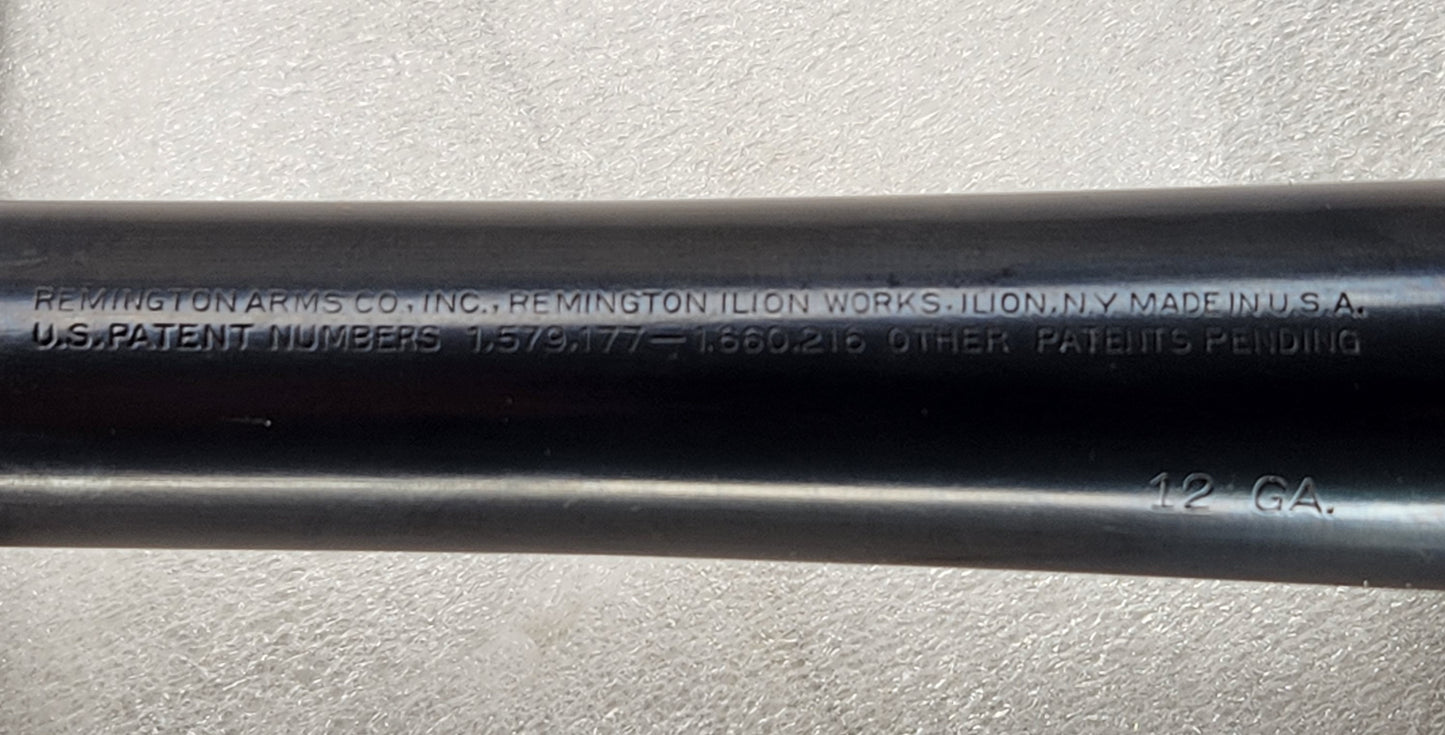 REMINGTON ARMS CO., INC., REMINGTON ILION WORKS. ILION, N.Y. MADE IN U.S.A.
U.S. PATENT NUMBERS 1,579,177—1,660,216 OTHER PATENTS PENDING
12 GA.